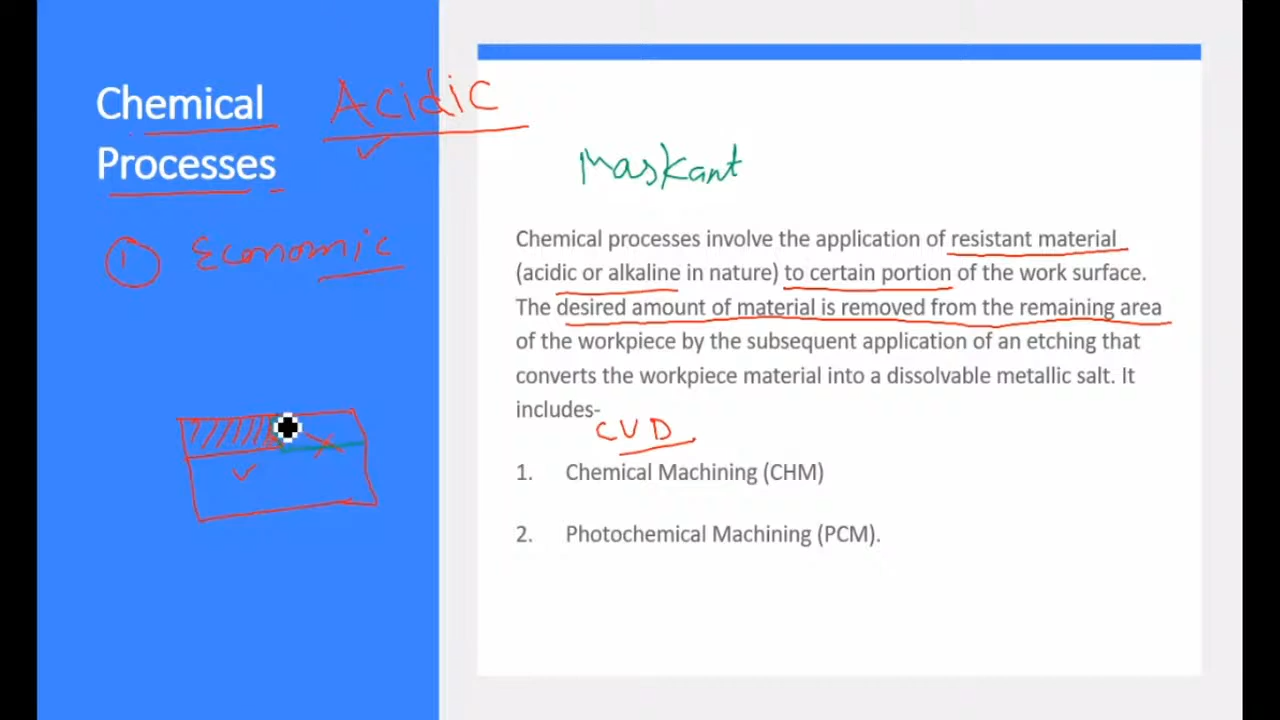 Chemical
Processes
Acidic
① Economic
Maskant
Chemical processes involve the application of resistant material
(acidic or alkaline in nature) to certain portion of the work surface.
The desired amount of material is removed from the remaining area
of the workpiece by the subsequent application of an etching that
converts the workpiece material into a dissolvable metallic salt. It
includes-
CVD
1. Chemical Machining (CHM)
2. Photochemical Machining (PCM).